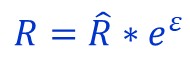 R = R̂ * e^ε